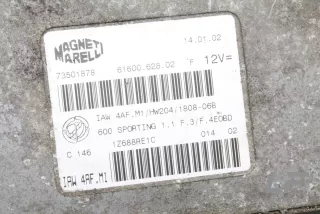 MAGNETI
MARELLI
14.01.02
73501878 61600.628.02 'F 12V=
IAW 4AF.M1/HW204/1808-06B
600 SPORTING 1.1 F.3/F.4EOBD
1Z688RE1C
C 146 014 02
IAW 4AF.M1